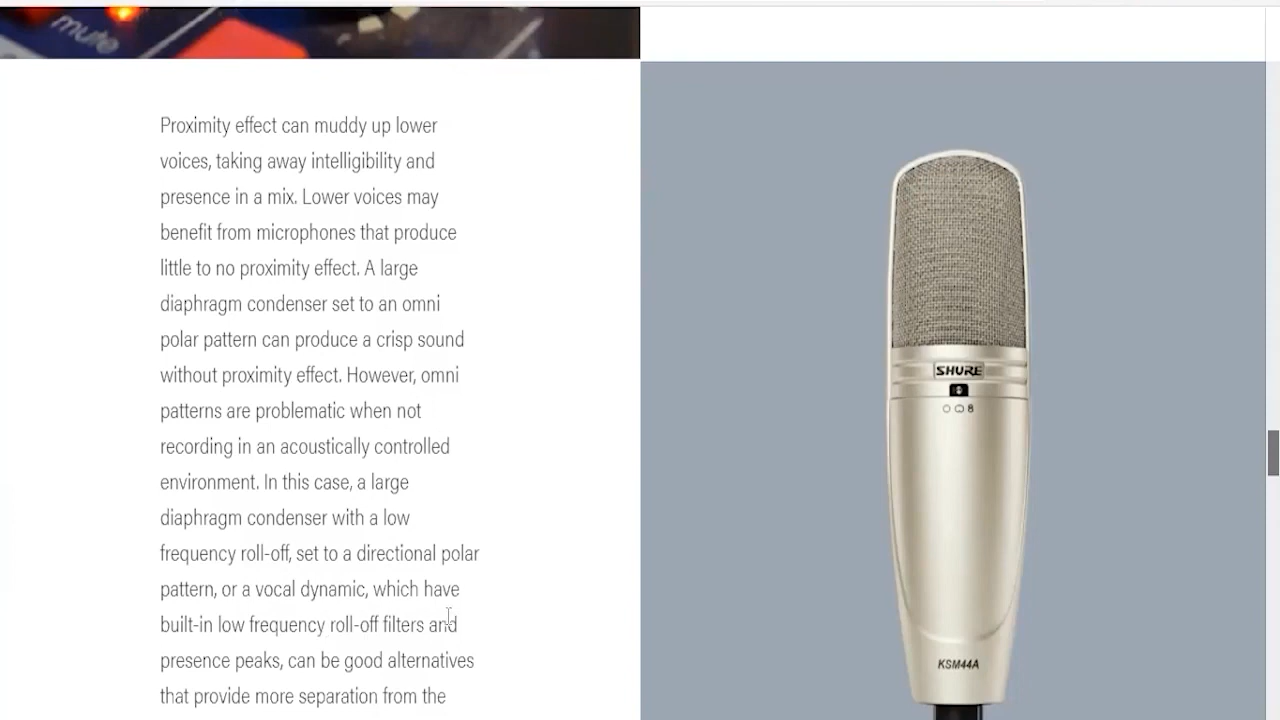 mute
Proximity effect can muddy up lower
voices, taking away intelligibility and
presence in a mix. Lower voices may
benefit from microphones that produce
little to no proximity effect. A large
diaphragm condenser set to an omni
polar pattern can produce a crisp sound
without proximity effect. However, omni
patterns are problematic when not
recording in an acoustically controlled
environment. In this case, a large
diaphragm condenser with a low
frequency roll-off, set to a directional polar
pattern, or a vocal dynamic, which have
built-in low frequency roll-off filters and
presence peaks, can be good alternatives
that provide more separation from the
SHURE
KSM44A